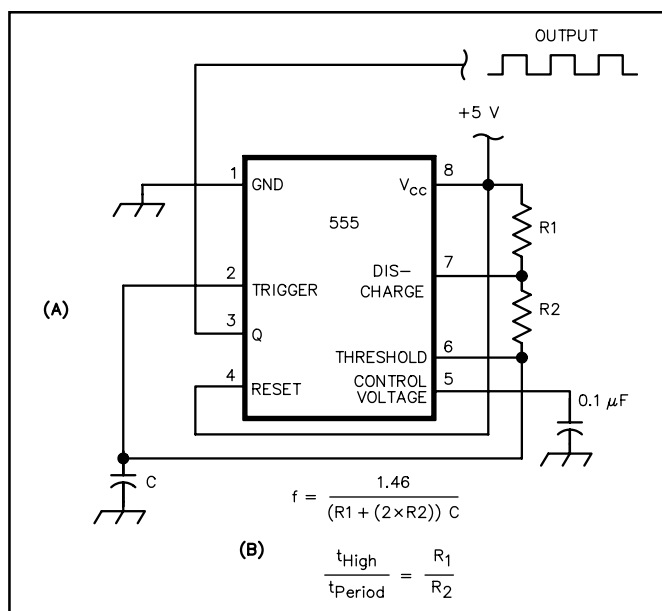 OUTPUT
+5 V
1
GND
8
Vcc
555
R1
7
DIS-
CHARGE
2
TRIGGER
(A)
R2
3
Q
6
THRESHOLD
4
RESET
5
CONTROL
VOLTAGE
0.1 µF
C
f = 1.46 / (R1 + (2×R2)) C
(B)
tHigh / tPeriod = R1 / R2